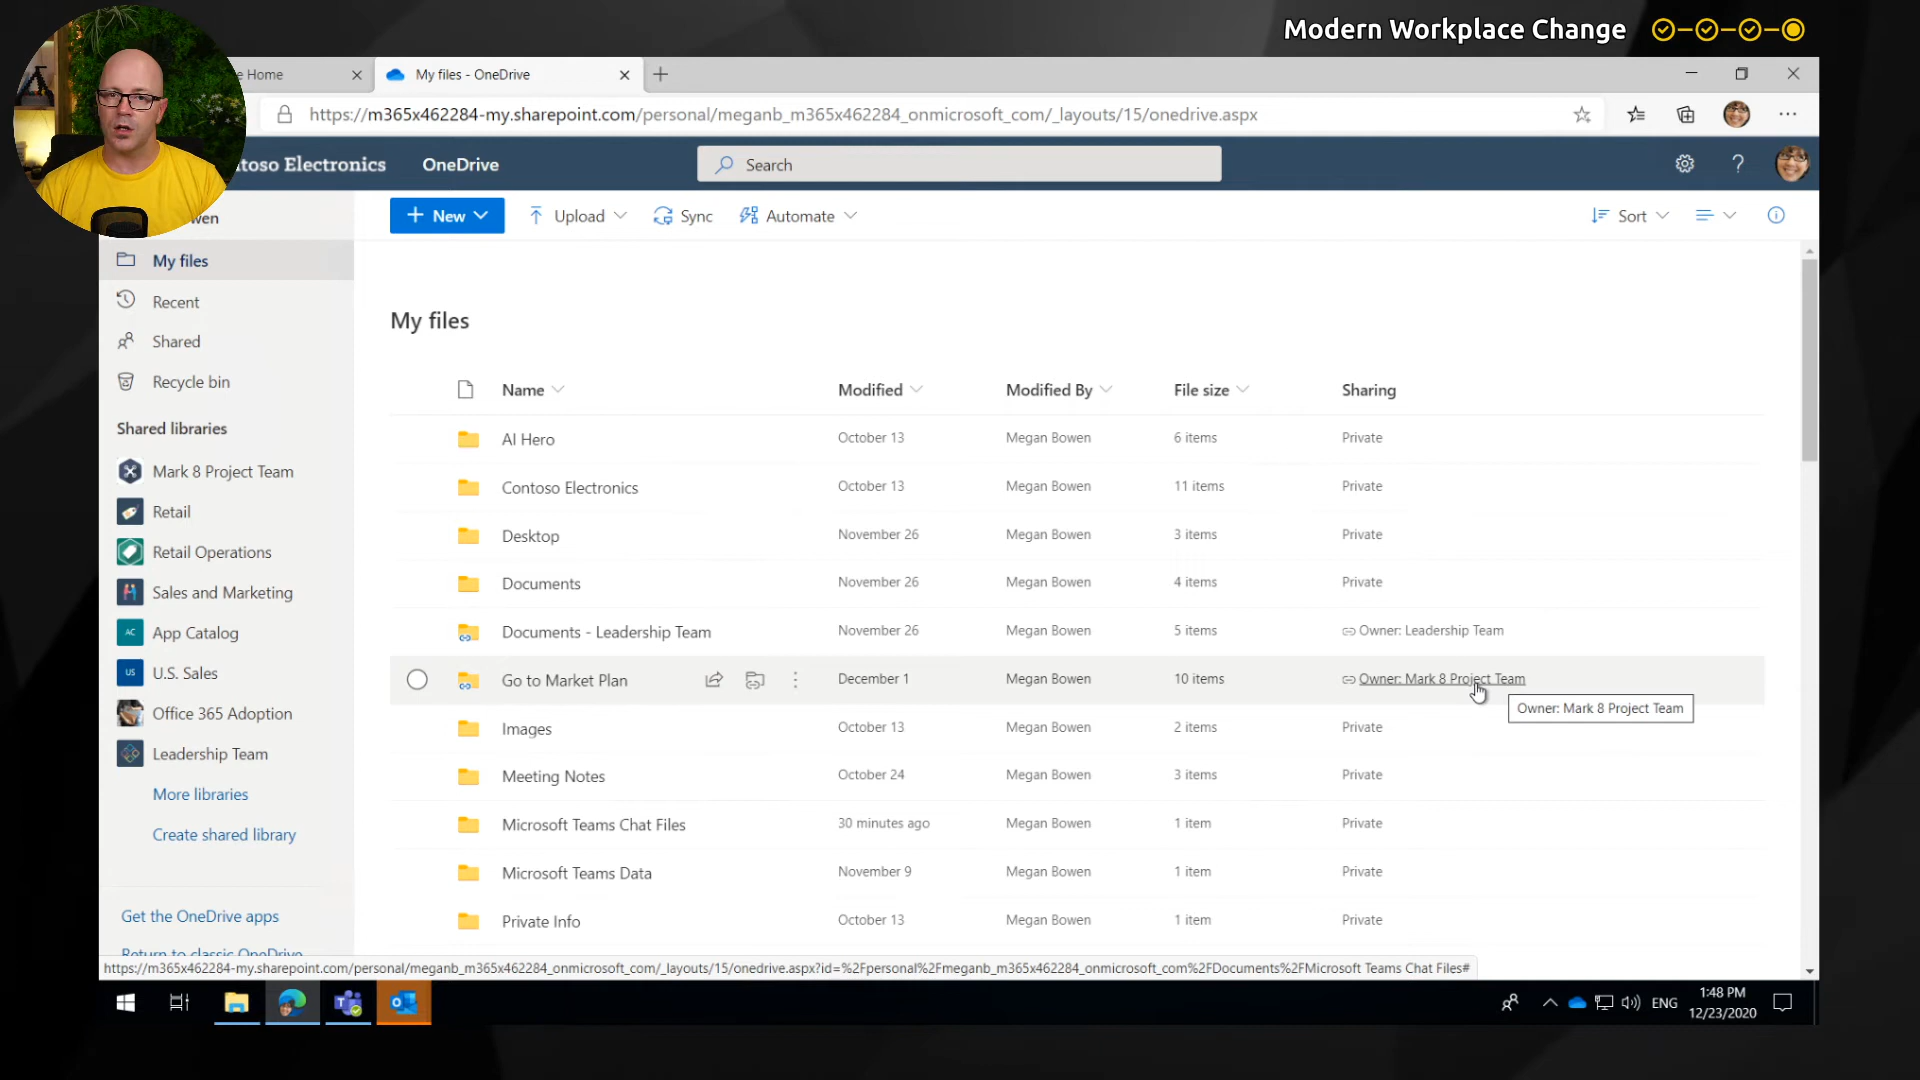 Modern Workplace Change
e Home
My files - OneDrive
https://m365x462284-my.sharepoint.com/personal/meganb_m365x462284_onmicrosoft_com/_layouts/15/onedrive.aspx
toso Electronics
OneDrive
Search
wen
New
Upload
Sync
Automate
Sort
My files
Recent
Shared
Recycle bin
Shared libraries
Mark 8 Project Team
Retail
Retail Operations
Sales and Marketing
AC
App Catalog
US
U.S. Sales
Office 365 Adoption
Leadership Team
More libraries
Create shared library
Get the OneDrive apps
Return to classic OneDrive
My files
Name Modified Modified By File size Sharing
AI Hero October 13 Megan Bowen 6 items Private
Contoso Electronics October 13 Megan Bowen 11 items Private
Desktop November 26 Megan Bowen 3 items Private
Documents November 26 Megan Bowen 4 items Private
Documents - Leadership Team November 26 Megan Bowen 5 items Owner: Leadership Team
Go to Market Plan December 1 Megan Bowen 10 items Owner: Mark 8 Project Team
Owner: Mark 8 Project Team
Images October 13 Megan Bowen 2 items Private
Meeting Notes October 24 Megan Bowen 3 items Private
Microsoft Teams Chat Files 30 minutes ago Megan Bowen 1 item Private
Microsoft Teams Data November 9 Megan Bowen 1 item Private
Private Info October 13 Megan Bowen 1 item Private
https://m365x462284-my.sharepoint.com/personal/meganb_m365x462284_onmicrosoft_com/_layouts/15/onedrive.aspx?id=%2Fpersonal%2Fmeganb_m365x462284_onmicrosoft_com%2FDocuments%2FMicrosoft Teams Chat Files#
ENG
1:48 PM
12/23/2020